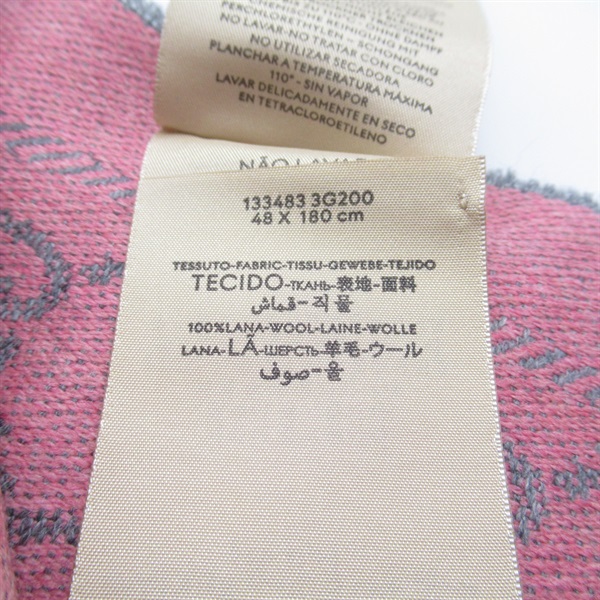 PERCLORETHYLEN - SCHONGANG
NO LAVAR-NO TRATAR CON CLORO
NO UTILIZAR SECADORA
PLANCHAR A TEMPERATURA MÁXIMA
110° - SIN VAPOR
LAVAR DELICADAMENTE EN SECO
EN TETRACLOROETILENO
NÃO LAVAR
133483 3G200
48 X 180 cm
TESSUTO-FABRIC-TISSU-GEWEBE-TEJIDO
TECIDO-ТКАНЬ-表地-面料
قماش-직물
100%LANA-WOOL-LAINE-WOLLE
LANA-LÃ-ШЕРСТЬ-羊毛-ウール
صوف-울